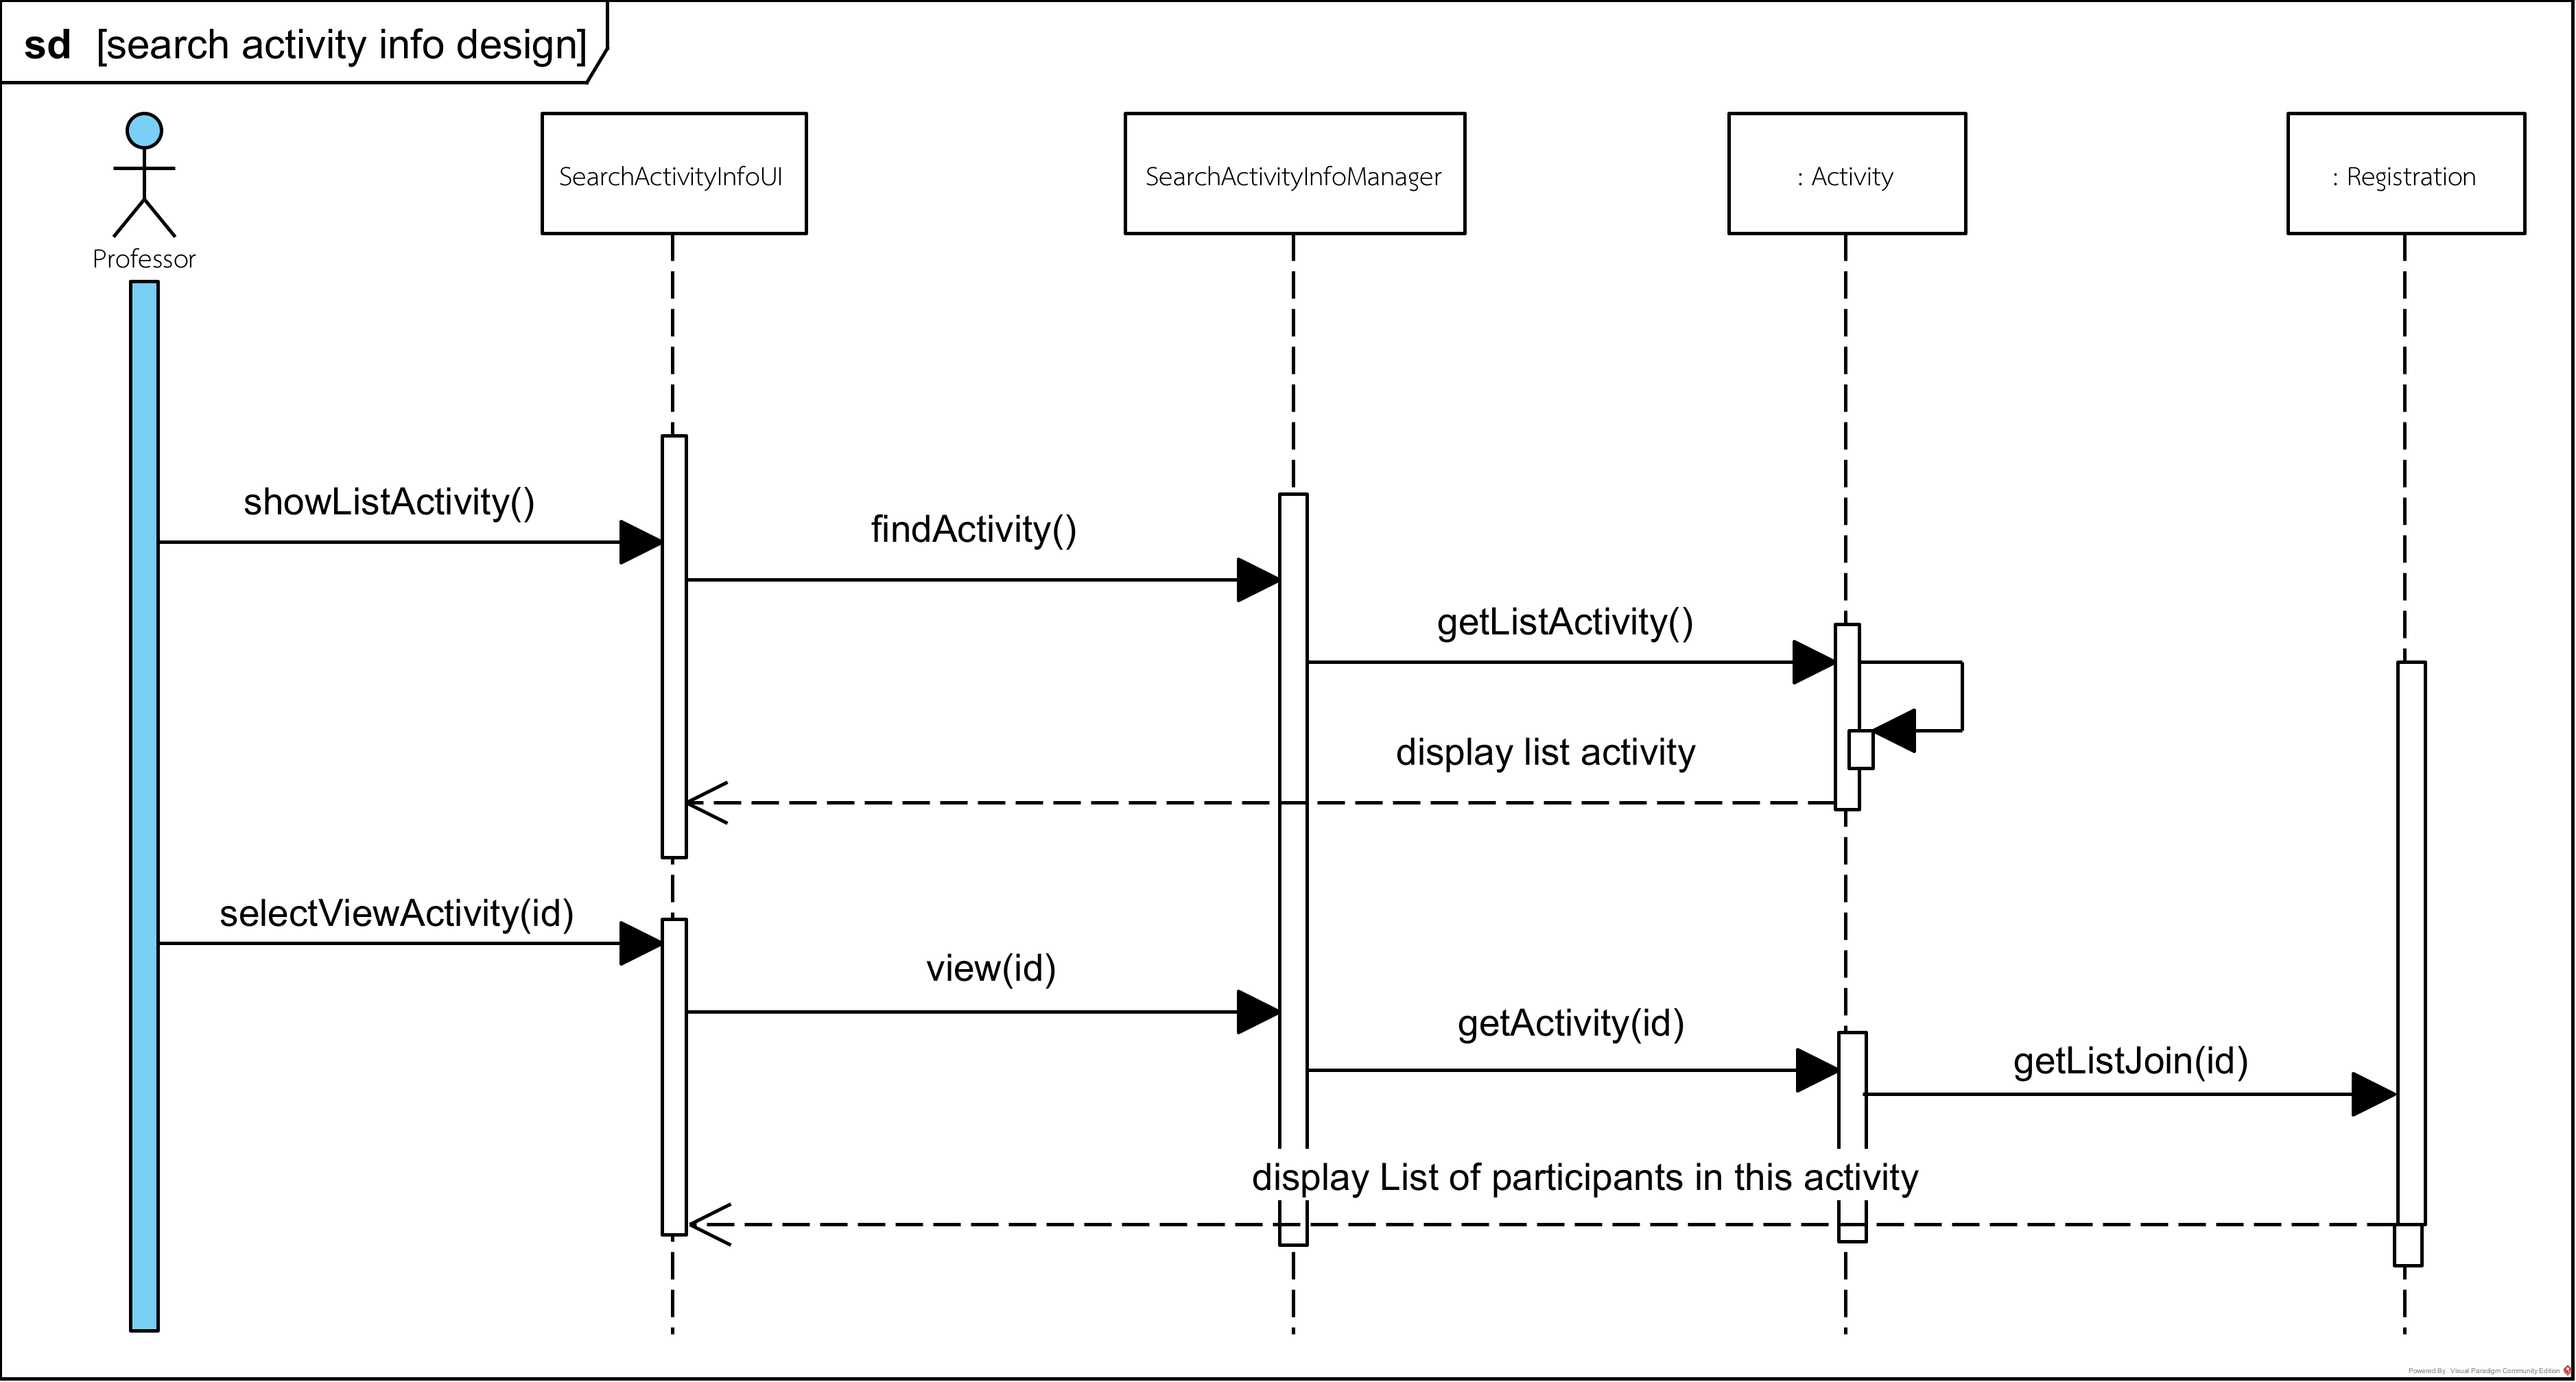 sd [search activity info design]
Professor
SearchActivityInfoUI
SearchActivityInfoManager
: Activity
: Registration
showListActivity()
findActivity()
getListActivity()
display list activity
selectViewActivity(id)
view(id)
getActivity(id)
getListJoin(id)
display List of participants in this activity
Powered By: Visual Paradigm Community Edition